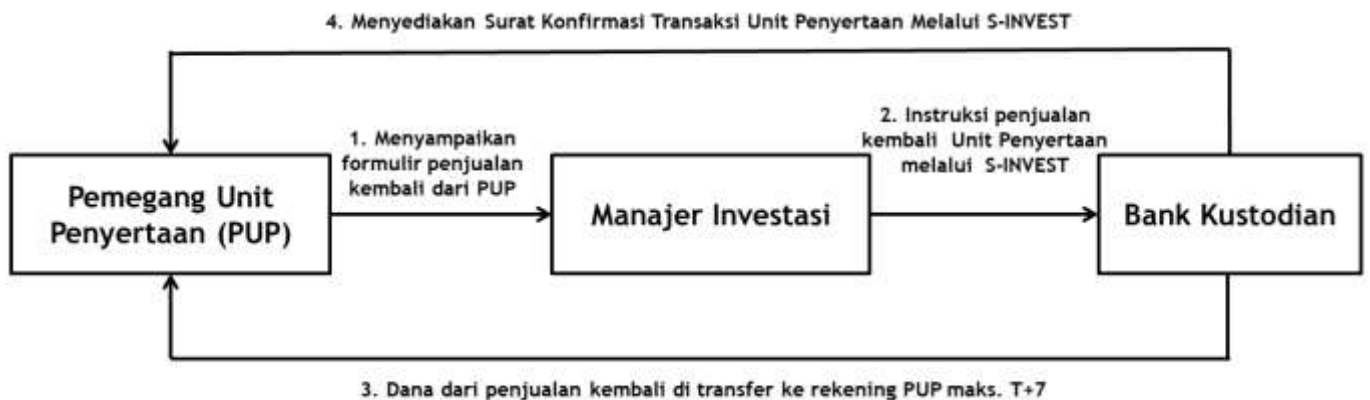 4. Menyediakan Surat Konfirmasi Transaksi Unit Penyertaan Melalui S-INVEST
1. Menyampaikan
formulir penjualan
kembali dari PUP
2. Instruksi penjualan
kembali Unit Penyertaan
melalui S-INVEST
Pemegang Unit
Penyertaan (PUP)
Manajer Investasi
Bank Kustodian
3. Dana dari penjualan kembali di transfer ke rekening PUP maks. T+7